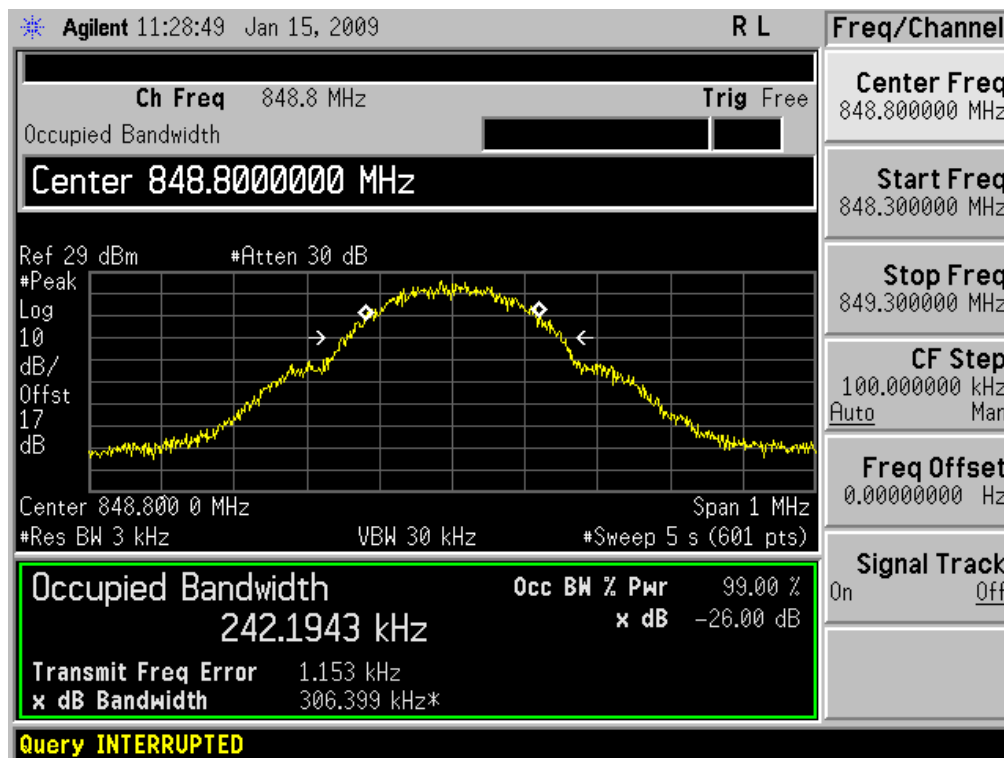 Agilent 11:28:49 Jan 15, 2009 R L
Freq/Channel
Ch Freq 848.8 MHz Trig Free
Occupied Bandwidth
Center 848.8000000 MHz
Ref 29 dBm #Atten 30 dB
#Peak
Log
10
dB/
Offst
17
dB
Center 848.800 0 MHz Span 1 MHz
#Res BW 3 kHz VBW 30 kHz #Sweep 5 s (601 pts)
Occupied Bandwidth
242.1943 kHz
Occ BW % Pwr 99.00 %
x dB -26.00 dB
Transmit Freq Error 1.153 kHz
x dB Bandwidth 306.399 kHz*
Query INTERRUPTED
Center Freq
848.800000 MHz
Start Freq
848.300000 MHz
Stop Freq
849.300000 MHz
CF Step
100.000000 kHz
Auto Man
Freq Offset
0.00000000 Hz
Signal Track
On Off